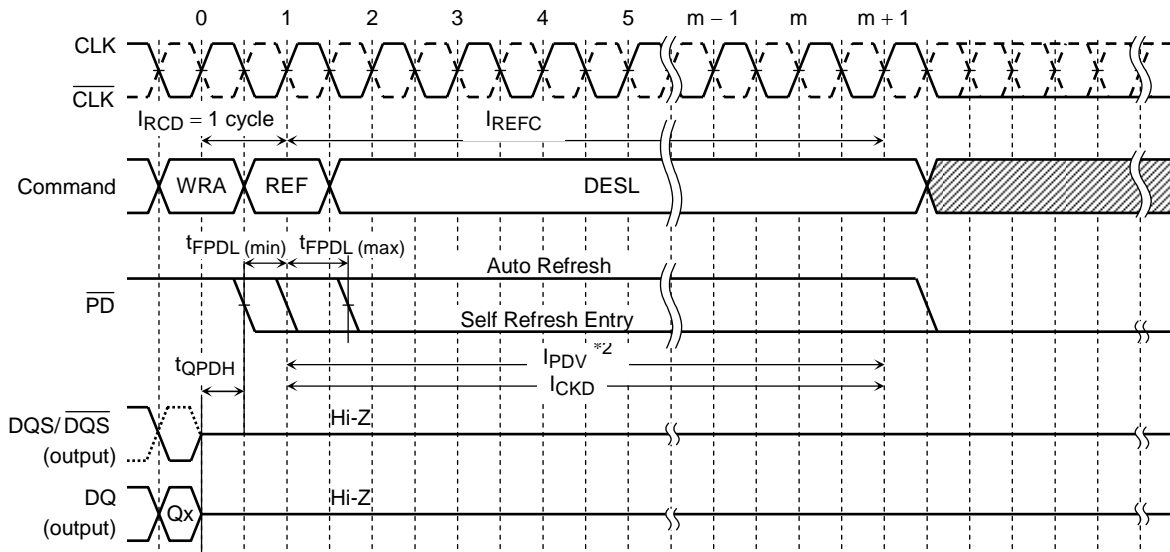 0 1 2 3 4 5 m − 1 m m + 1
CLK
CLK
IRCD = 1 cycle IREFC
Command WRA REF DESL
tFPDL (min) tFPDL (max)
Auto Refresh
PD
Self Refresh Entry
IPDV *2
tQPDH
ICKD
DQS/DQS Hi-Z
(output)
DQ Hi-Z
(output) Qx